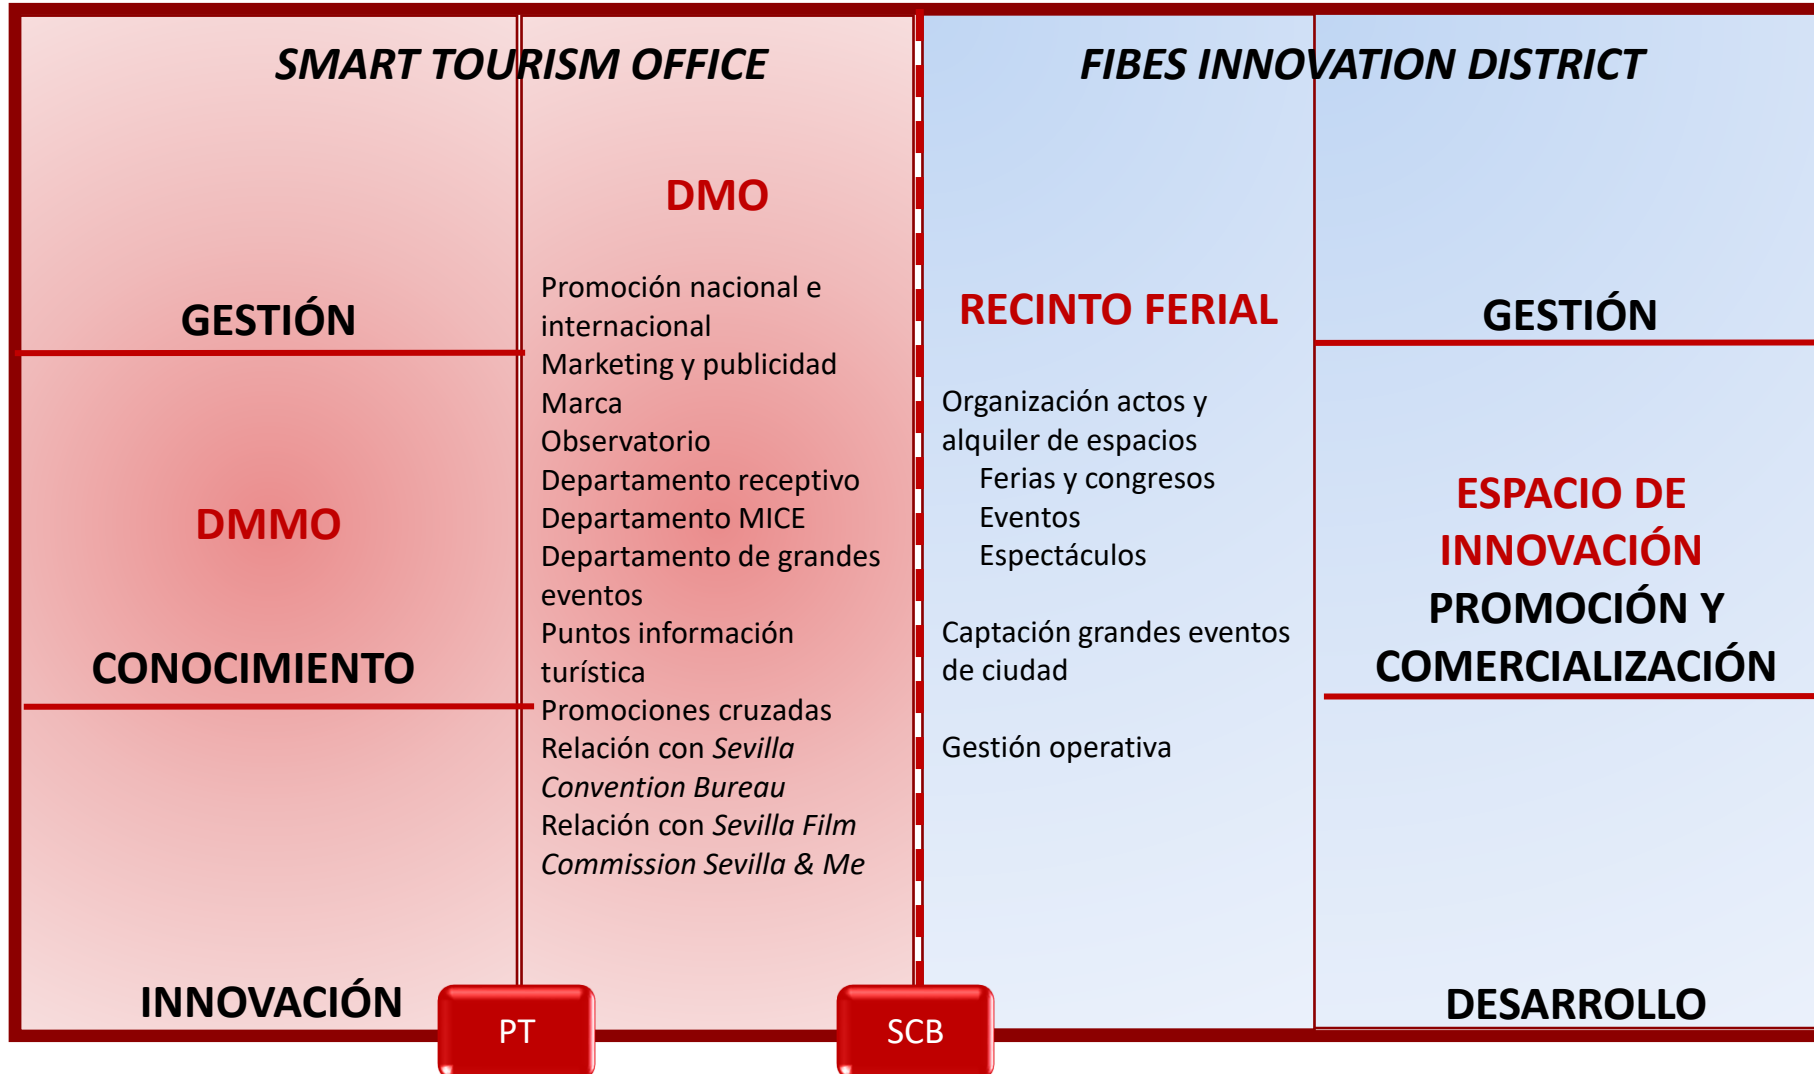 SMART TOURISM OFFICE
GESTIÓN
DMMO
CONOCIMIENTO
INNOVACIÓN
DMO
Promoción nacional e
internacional
Marketing y publicidad
Marca
Observatorio
Departamento receptivo
Departamento MICE
Departamento de grandes
eventos
Puntos información
turística
Promociones cruzadas
Relación con Sevilla
Convention Bureau
Relación con Sevilla Film
Commission Sevilla & Me
PT
SCB
FIBES INNOVATION DISTRICT
RECINTO FERIAL
Organización actos y
alquiler de espacios
Ferias y congresos
Eventos
Espectáculos
Captación grandes eventos
de ciudad
Gestión operativa
GESTIÓN
ESPACIO DE
INNOVACIÓN
PROMOCIÓN Y
COMERCIALIZACIÓN
DESARROLLO